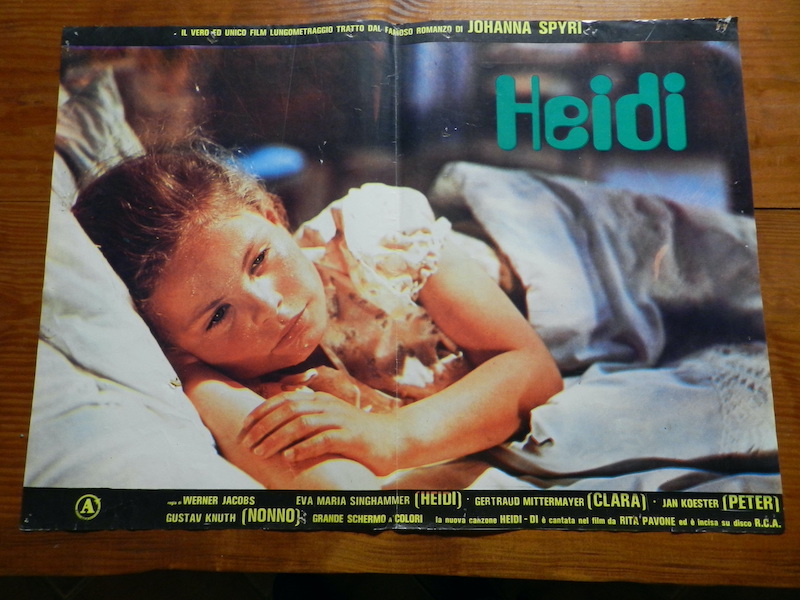 IL VERO ED UNICO FILM LUNGOMETRAGGIO TRATTO DAL FAMOSO ROMANZO DI JOHANNA SPYRI
Heidi
A
regia di WERNER JACOBS EVA MARIA SINGHAMMER (HEIDI) · GERTRAUD MITTERMAYER (CLARA) · JAN KOESTER (PETER)
GUSTAV KNUTH (NONNO) GRANDE SCHERMO A COLORI la nuova canzone HEIDI - DI è cantata nel film da RITA PAVONE ed è incisa su disco R.C.A.